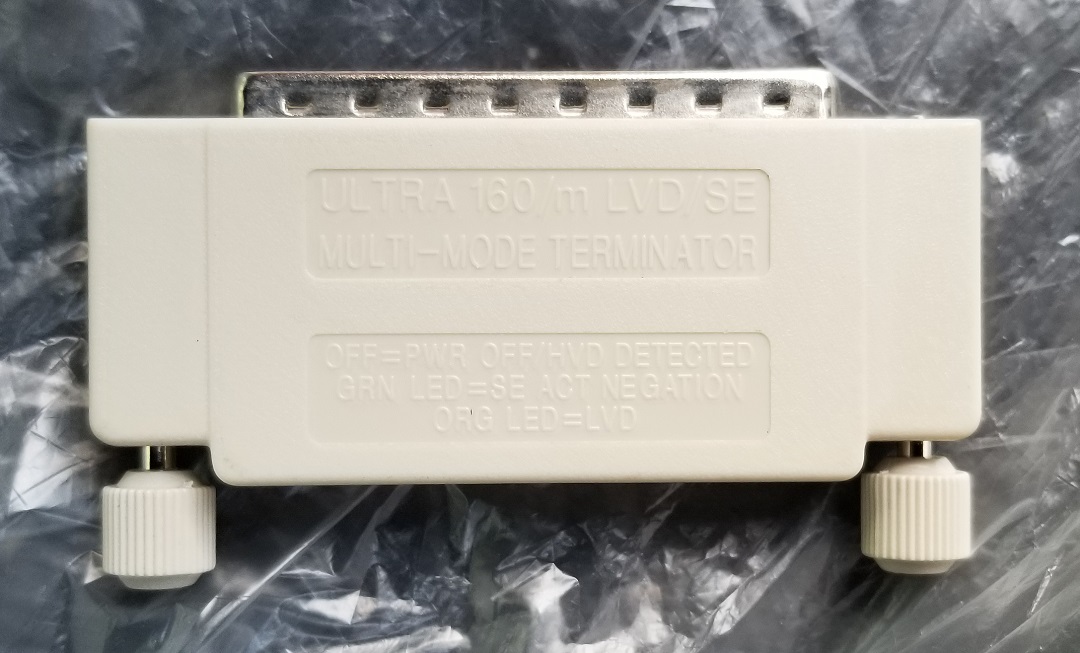 ULTRA 160/m LVD/SE
MULTI-MODE TERMINATOR
OFF=PWR OFF/HVD DETECTED
GRN LED=SE ACT NEGATION
ORG LED=LVD